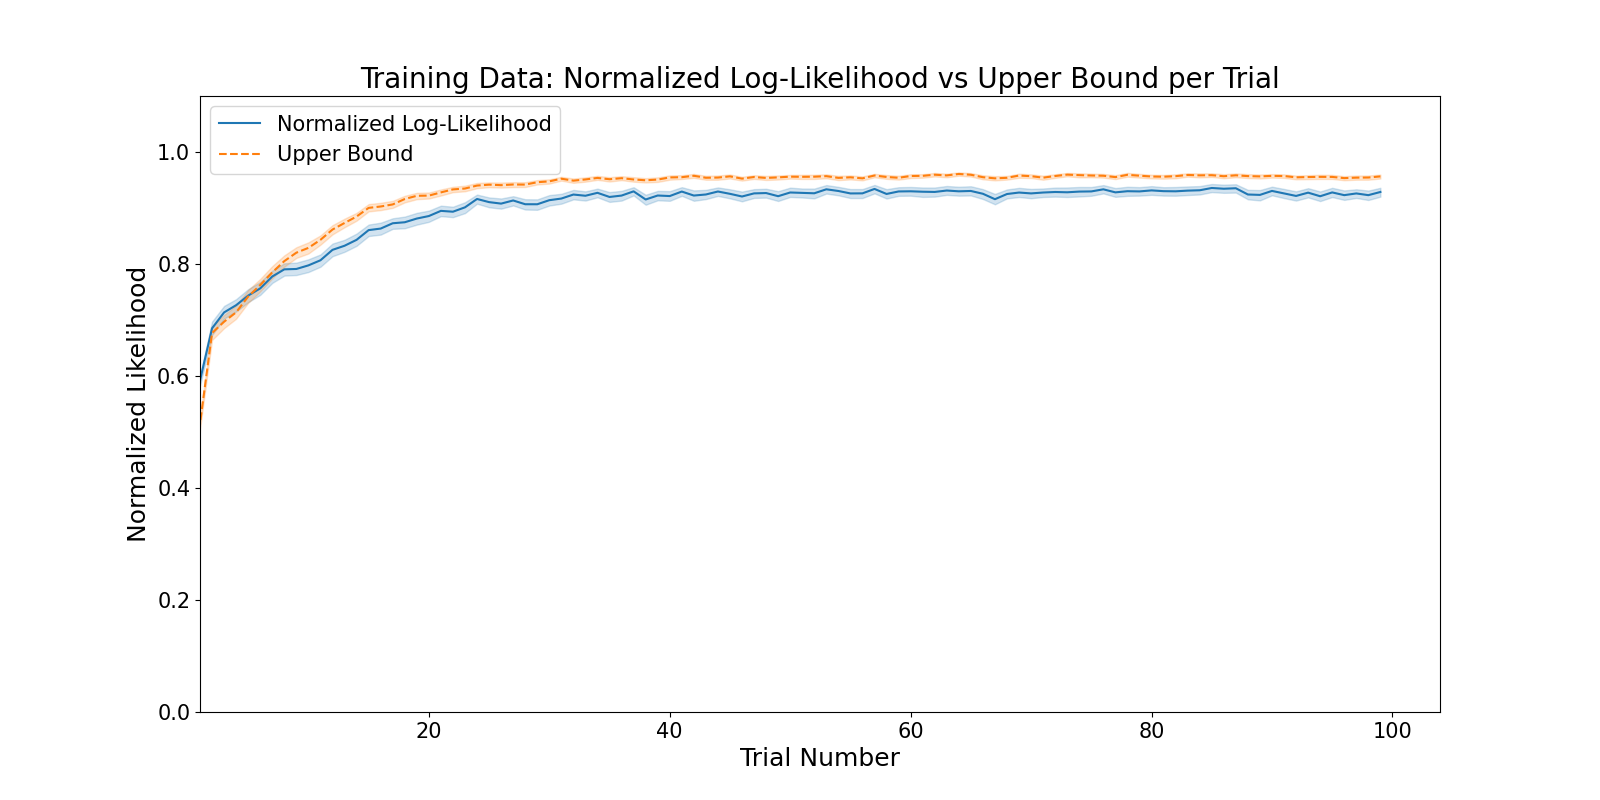 Training Data: Normalized Log-Likelihood vs Upper Bound per Trial
Normalized Log-Likelihood
Upper Bound
Normalized Likelihood
1.0
0.8
0.6
0.4
0.2
0.0
20 40 60 80 100
Trial Number